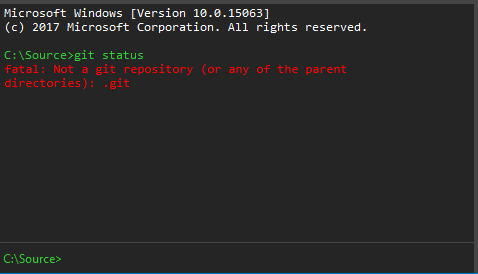 Microsoft Windows [Version 10.0.15063]
(c) 2017 Microsoft Corporation. All rights reserved.
C:\Source>git status
fatal: Not a git repository (or any of the parent
directories): .git
C:\Source>